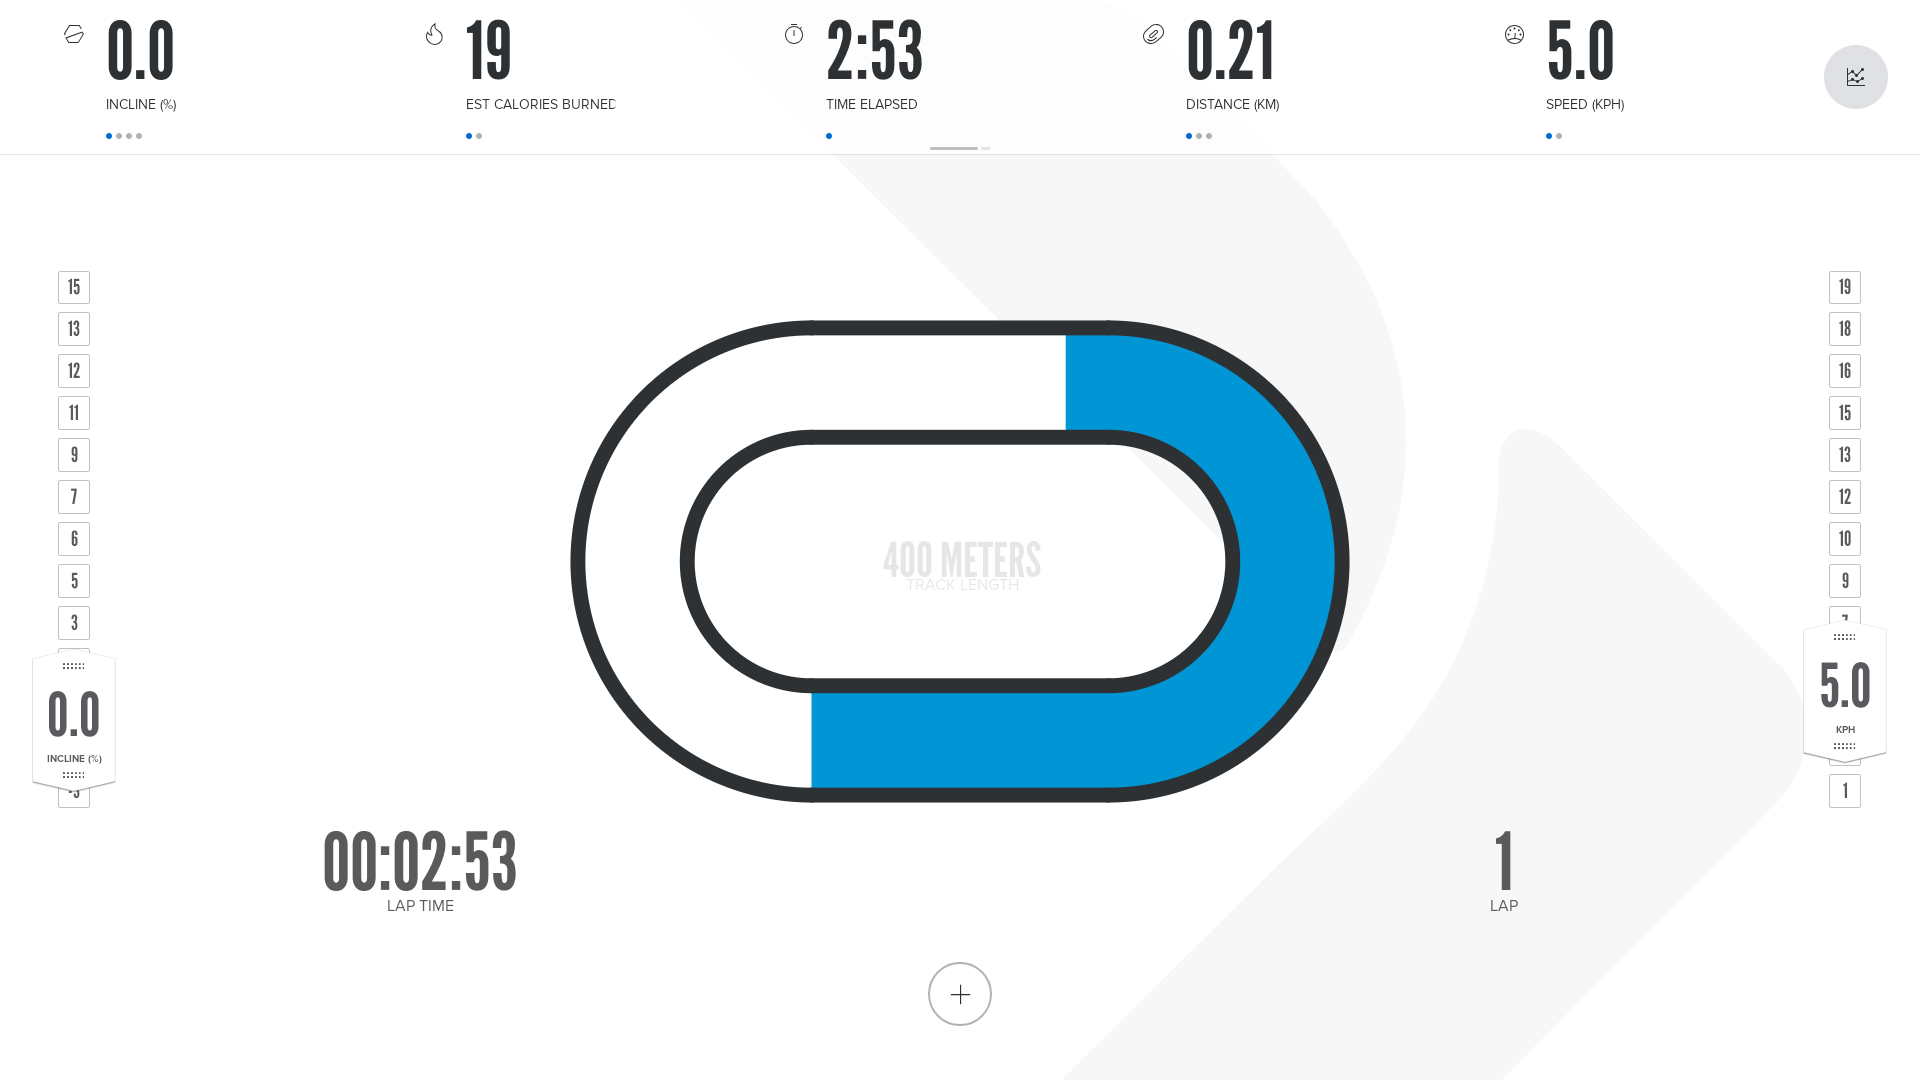 0.0
INCLINE (%)
19
EST CALORIES BURNED
2:53
TIME ELAPSED
0.21
DISTANCE (KM)
5.0
SPEED (KPH)
15
13
12
11
9
7
6
5
3
0.0
INCLINE (%)
-3
400 METERS
TRACK LENGTH
19
18
16
15
13
12
10
9
7
5.0
KPH
1
00:02:53
LAP TIME
1
LAP